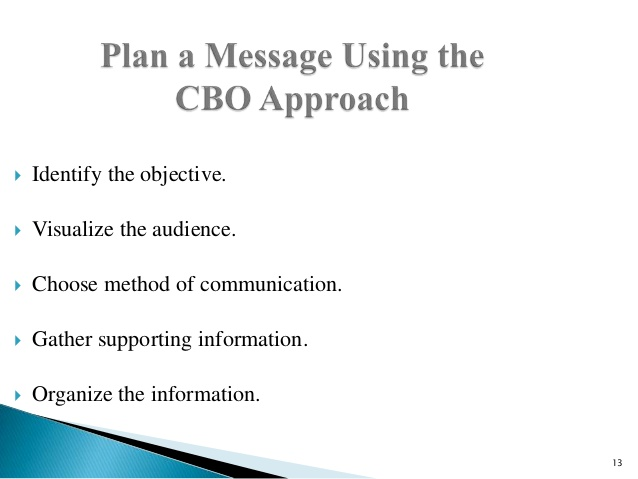 Plan a Message Using the
CBO Approach
Identify the objective.
Visualize the audience.
Choose method of communication.
Gather supporting information.
Organize the information.
13